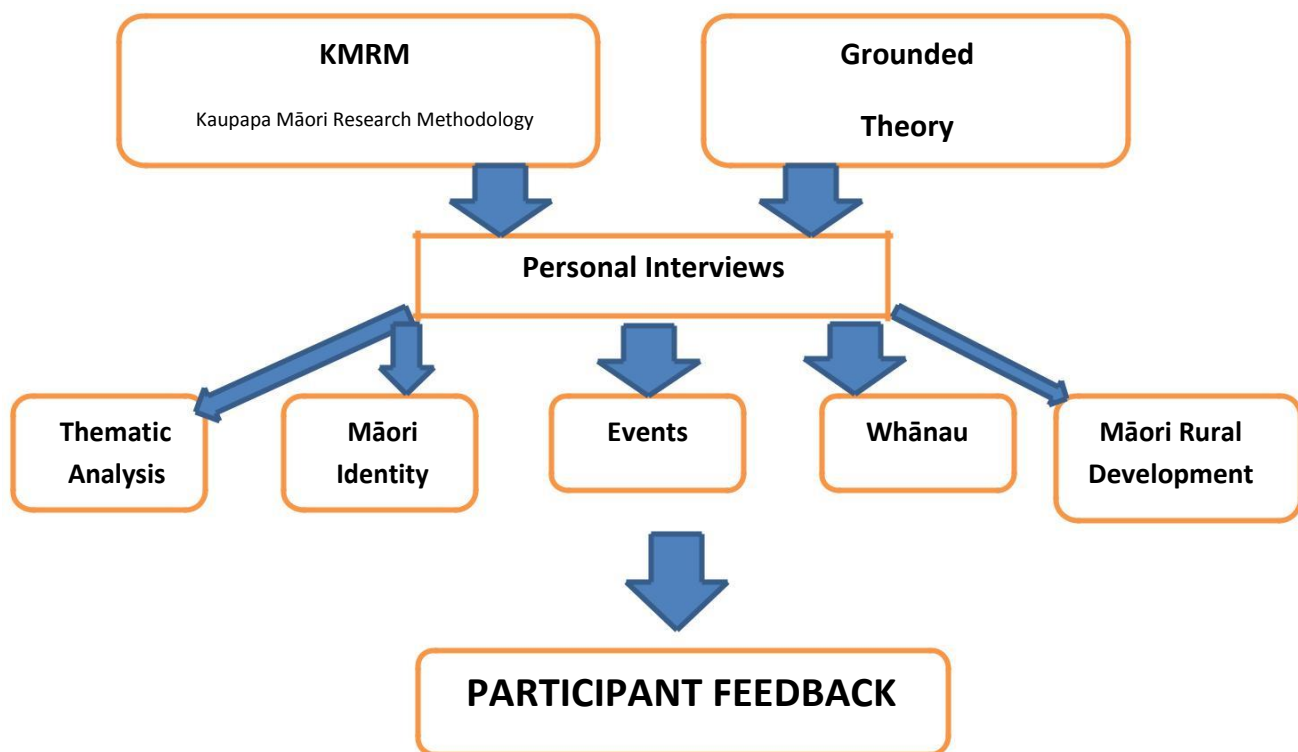 KMRM
Kaupapa Māori Research Methodology
Grounded
Theory
Personal Interviews
Thematic
Analysis
Māori
Identity
Events
Whānau
Māori Rural
Development
PARTICIPANT FEEDBACK